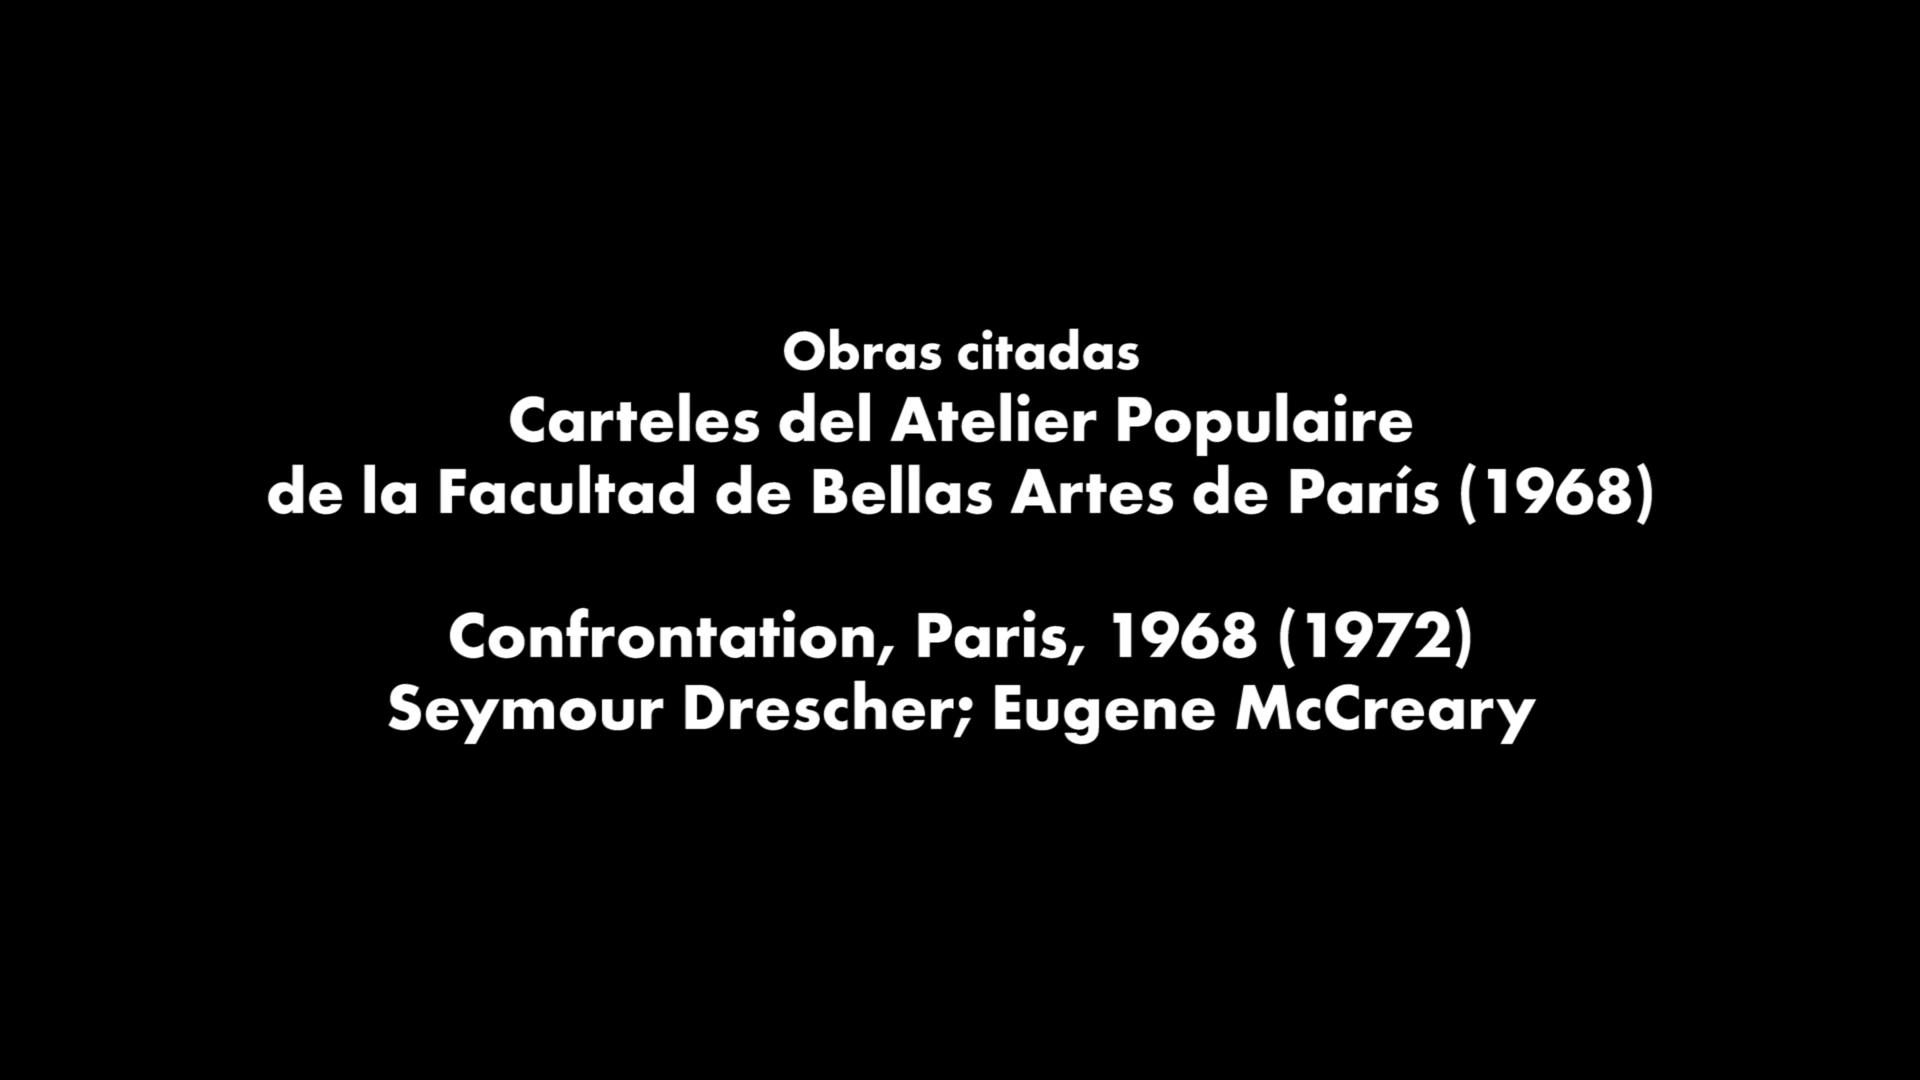 Obras citadas
Carteles del Atelier Populaire
de la Facultad de Bellas Artes de París (1968)
Confrontation, Paris, 1968 (1972)
Seymour Drescher; Eugene McCreary